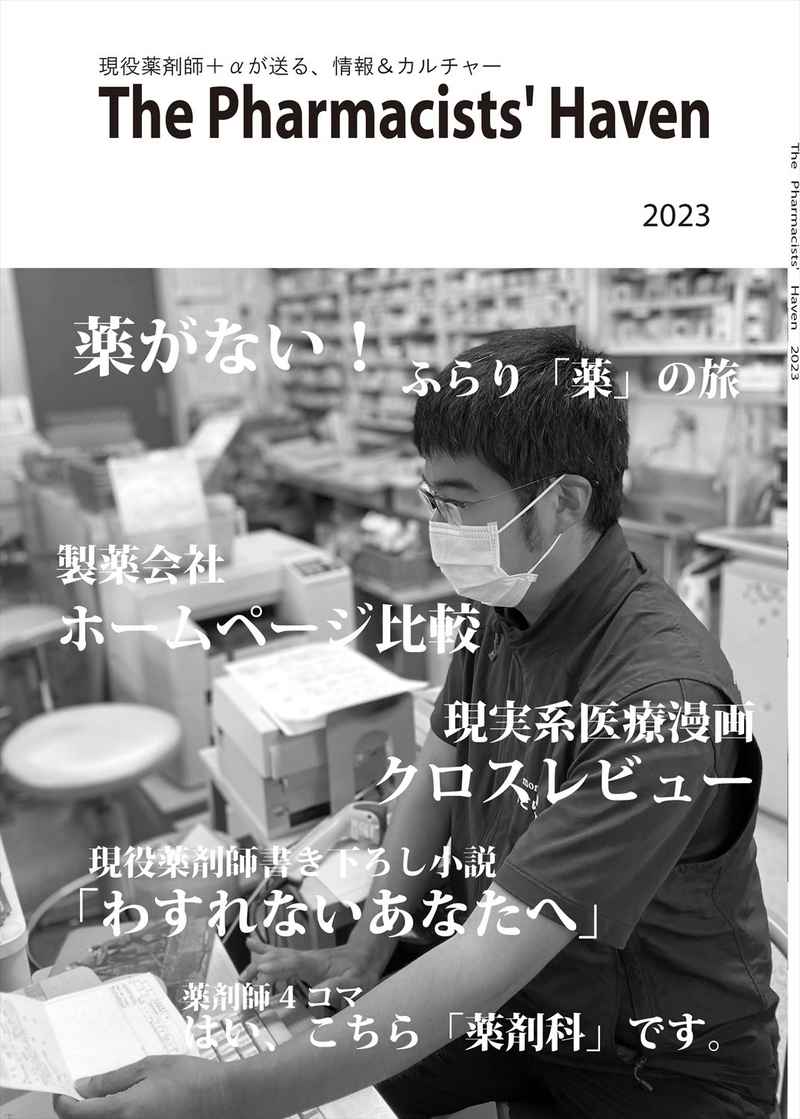 現役薬剤師＋αが送る、情報＆カルチャー
The Pharmacists' Haven
2023
The Pharmacists' Haven 2023
薬がない！
ふらり「薬」の旅
製薬会社
ホームページ比較
現実系医療漫画
クロスレビュー
現役薬剤師書き下ろし小説
「わすれないあなたへ」
薬剤師4コマ
はい、こちら「薬剤科」です。